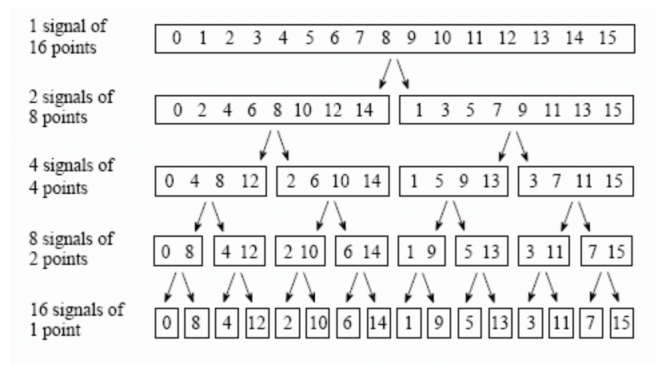 1 signal of
16 points
0 1 2 3 4 5 6 7 8 9 10 11 12 13 14 15
2 signals of
8 points
0 2 4 6 8 10 12 14 1 3 5 7 9 11 13 15
4 signals of
4 points
0 4 8 12 2 6 10 14 1 5 9 13 3 7 11 15
8 signals of
2 points
0 8 4 12 2 10 6 14 1 9 5 13 3 11 7 15
16 signals of
1 point
0 8 4 12 2 10 6 14 1 9 5 13 3 11 7 15